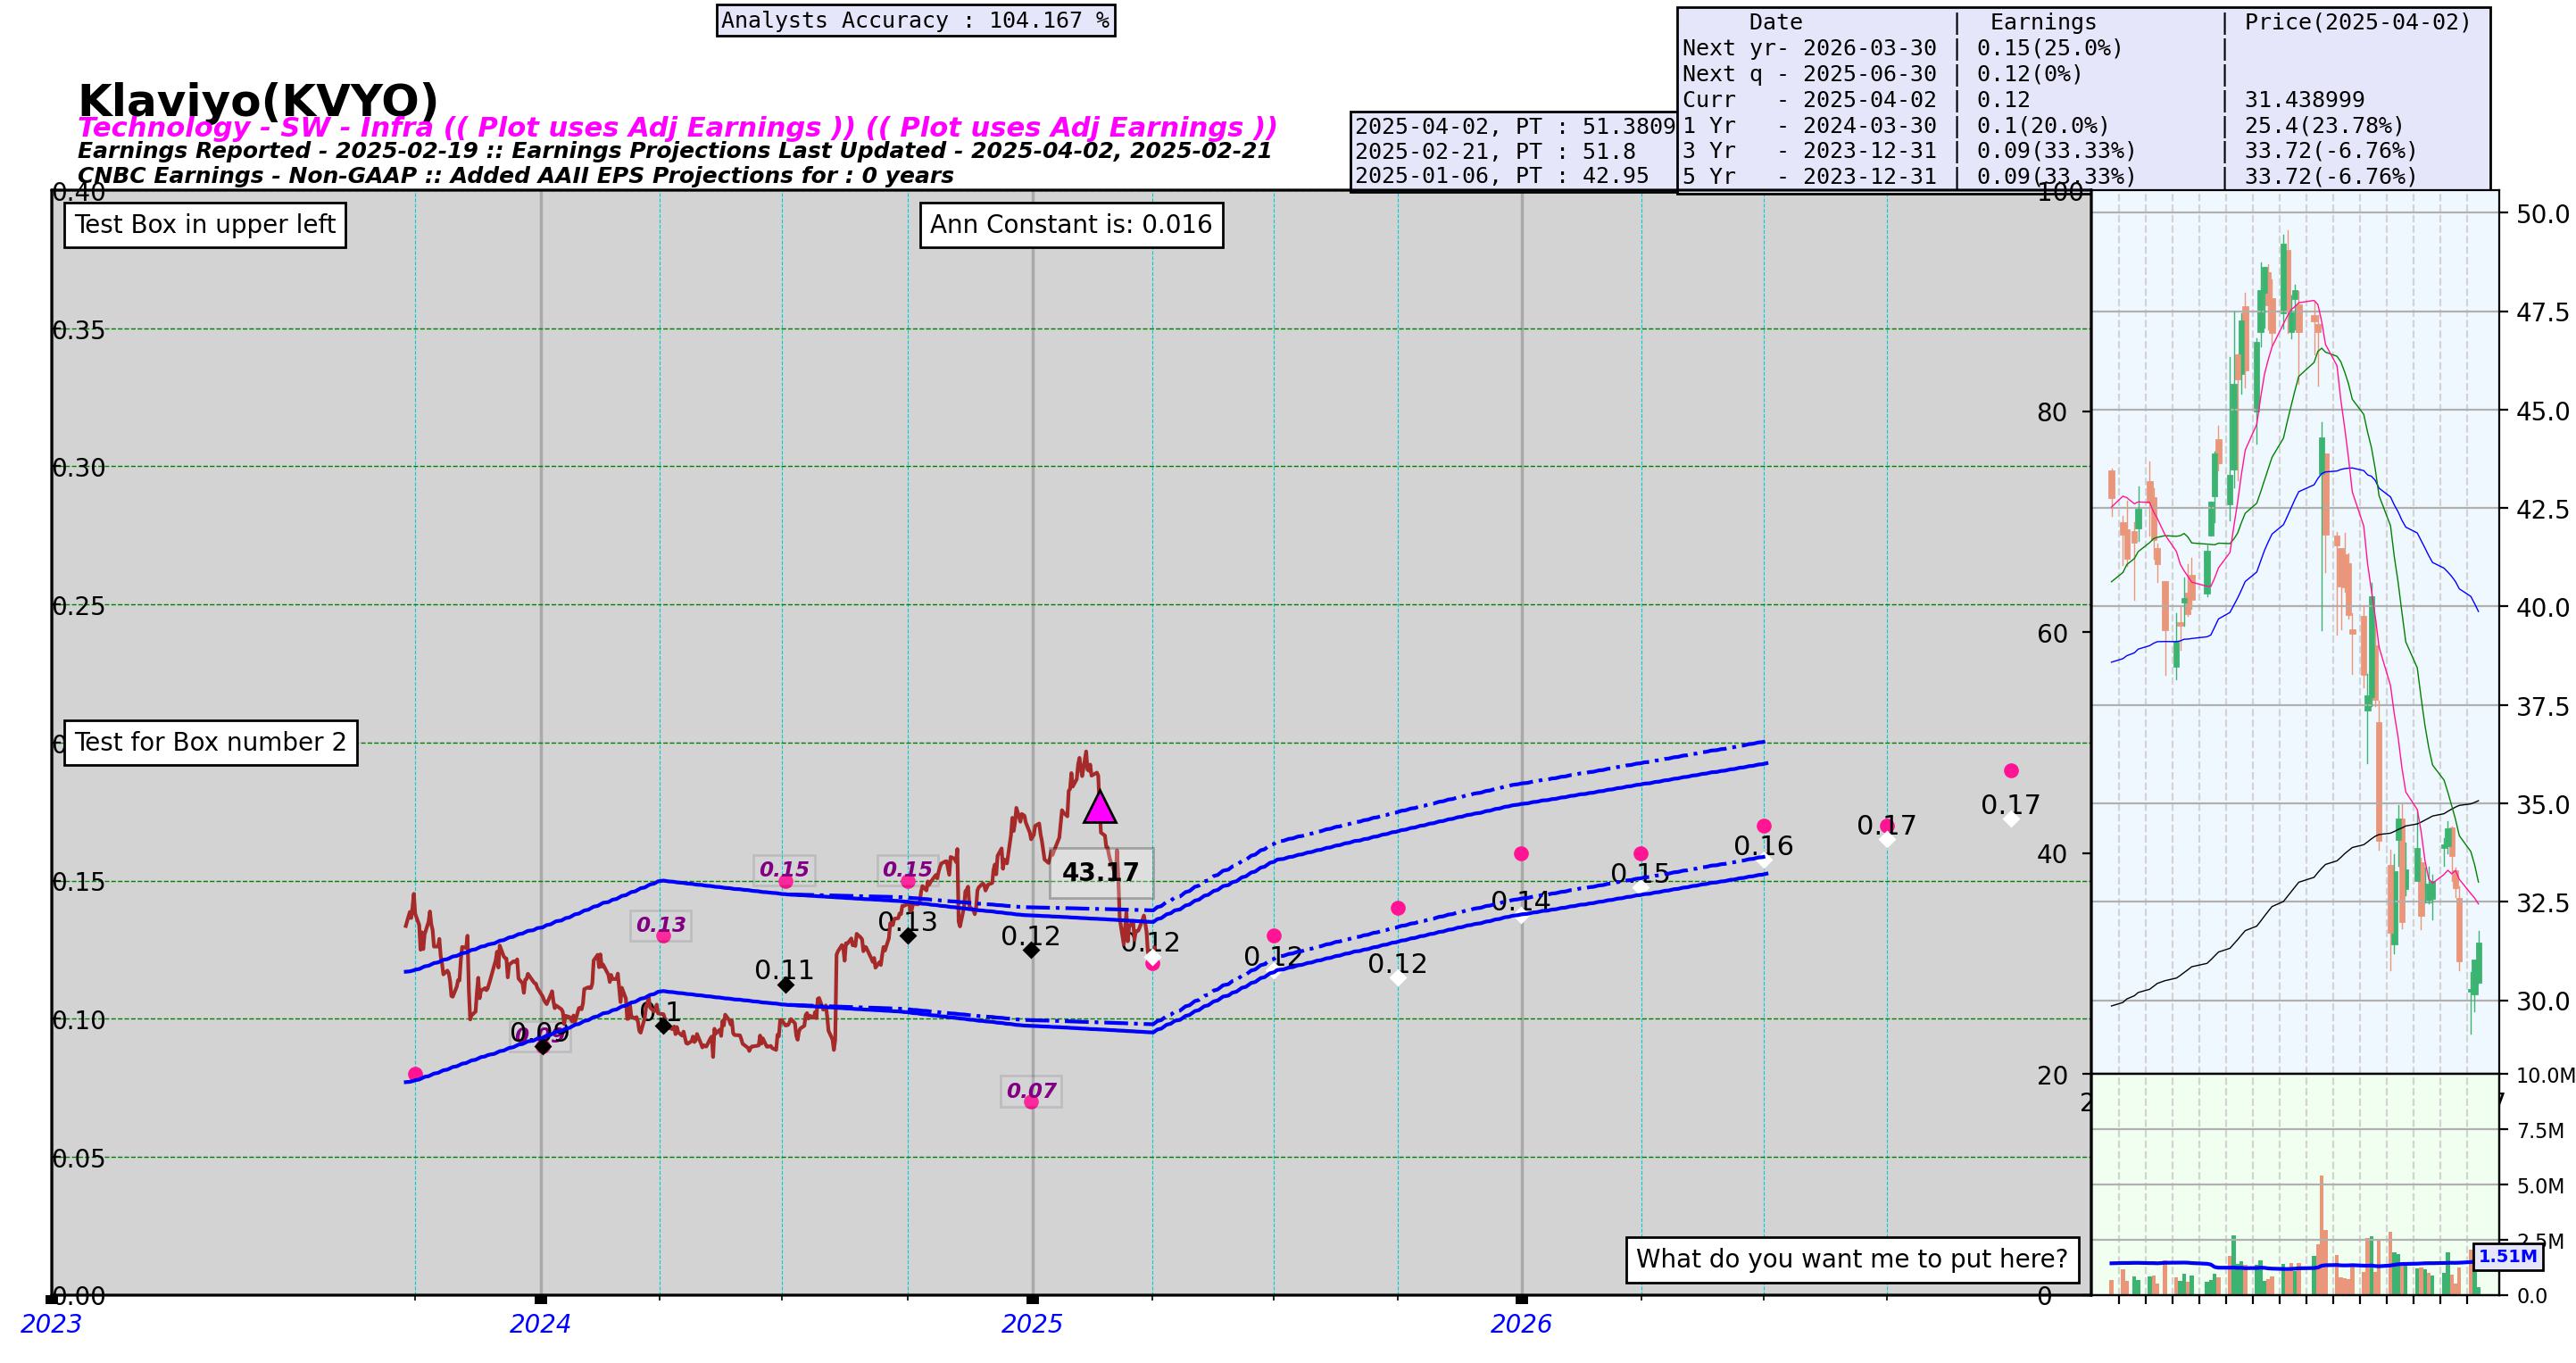 Analysts Accuracy : 104.167 %
Date | Earnings | Price(2025-04-02)
Next yr- 2026-03-30 | 0.15(25.0%) |
Next q - 2025-06-30 | 0.12(0%) |
Curr - 2025-04-02 | 0.12 | 31.438999
1 Yr - 2024-03-30 | 0.1(20.0%) | 25.4(23.78%)
3 Yr - 2023-12-31 | 0.09(33.33%) | 33.72(-6.76%)
5 Yr - 2023-12-31 | 0.09(33.33%) | 33.72(-6.76%)
Klaviyo(KVYO)
Technology - SW - Infra (( Plot uses Adj Earnings )) (( Plot uses Adj Earnings ))
Earnings Reported - 2025-02-19 :: Earnings Projections Last Updated - 2025-04-02, 2025-02-21
CNBC Earnings - Non-GAAP :: Added AAII EPS Projections for : 0 years
2025-04-02, PT : 51.3809
2025-02-21, PT : 51.8
2025-01-06, PT : 42.95
Test Box in upper left
Ann Constant is: 0.016
Test for Box number 2
What do you want me to put here?
0.40
0.35
0.30
0.25
0.15
0.10
0.05
0.00
100
80
60
40
20
0
0.09
0.13
0.1
0.15
0.11
0.15
0.13
0.12
0.07
43.17
0.12
0.12
0.12
0.14
0.15
0.16
0.17
0.17
2023
2024
2025
2026
50.0
47.5
45.0
42.5
40.0
37.5
35.0
32.5
30.0
10.0M
7.5M
5.0M
2.5M
1.51M
0.0